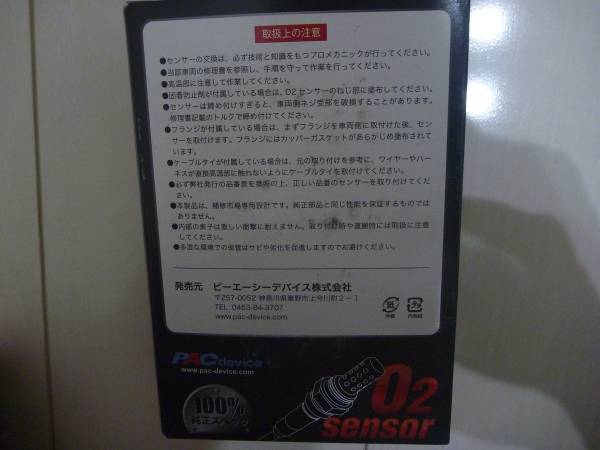 取扱上の注意
●センサーの交換は、必ず技術と知識をもつプロメカニックが行ってください。
●当該車両の修理書を参照し、手順を守って作業を行ってください。
●高温部に注意して作業してください。
●固着防止剤が付属している場合は、O2センサーのねじ部に塗布してください。
●センサーは締め付けすぎると、車両側ネジ受部を破損することがあります。
修理書記載のトルクで締付けてください。
●フランジが付属している場合は、まずフランジを車両側に取付けた後、セン
サーを取付けます。フランジにはカッパーガスケットがあらかじめ塗布されて
います。
●ケーブルタイが付属している場合は、元の取り付けを参考に、ワイヤーやハー
ネスが直接高温部に触れないようにケーブルタイを取付けてください。
●必ず弊社発行の品番表を参照の上、正しい品番のセンサーを取り付けてください。
●本製品は、補修市場専用設計です。純正部品と同じ性能を保証するものでは
ありません。
●内部の素子は激しい衝撃に耐えません。取り付け時や運搬時には取扱に注意
してください。
●多湿な環境での保管はサビや劣化を促進しますのでお避けください。
発売元 ピーエーシーデバイス株式会社
〒257-0052 神奈川県秦野市上今川町2-1
TEL. 0463-84-3707
www.pac-device.com
紙
外箱
プラ
内部袋
PACdevice
www.pac-device.com
100%
純正スペック
O2
sensor